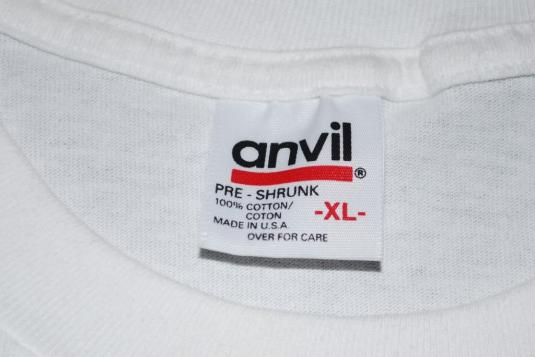 anvil®
PRE - SHRUNK
100% COTTON/
COTON -XL-
MADE IN U.S.A.
OVER FOR CARE